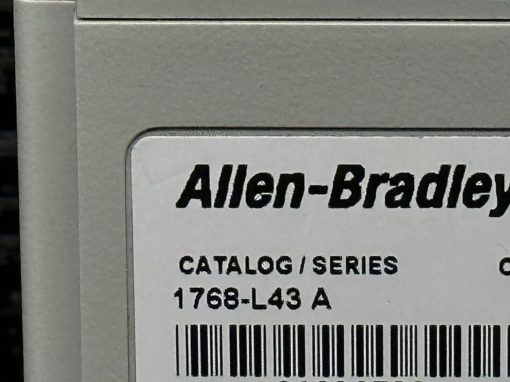 Allen-Bradley
CATALOG / SERIES
1768-L43 A